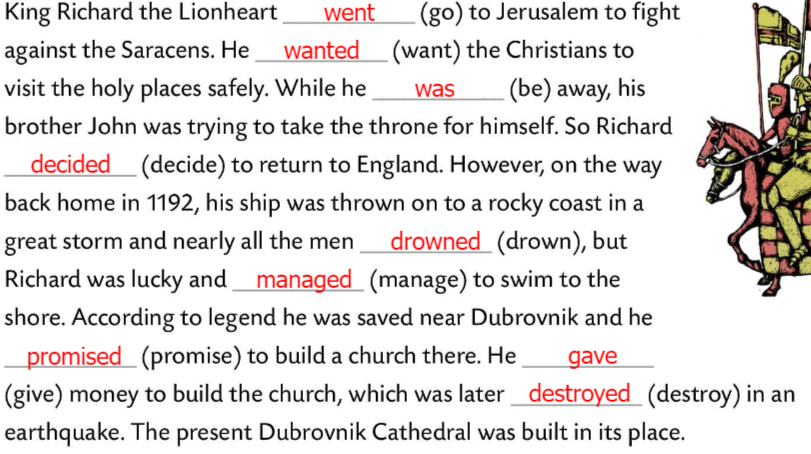 King Richard the Lionheart went (go) to Jerusalem to fight
against the Saracens. He wanted (want) the Christians to
visit the holy places safely. While he was (be) away, his
brother John was trying to take the throne for himself. So Richard
decided (decide) to return to England. However, on the way
back home in 1192, his ship was thrown on to a rocky coast in a
great storm and nearly all the men drowned (drown), but
Richard was lucky and managed (manage) to swim to the
shore. According to legend he was saved near Dubrovnik and he
promised (promise) to build a church there. He gave
(give) money to build the church, which was later destroyed (destroy) in an
earthquake. The present Dubrovnik Cathedral was built in its place.